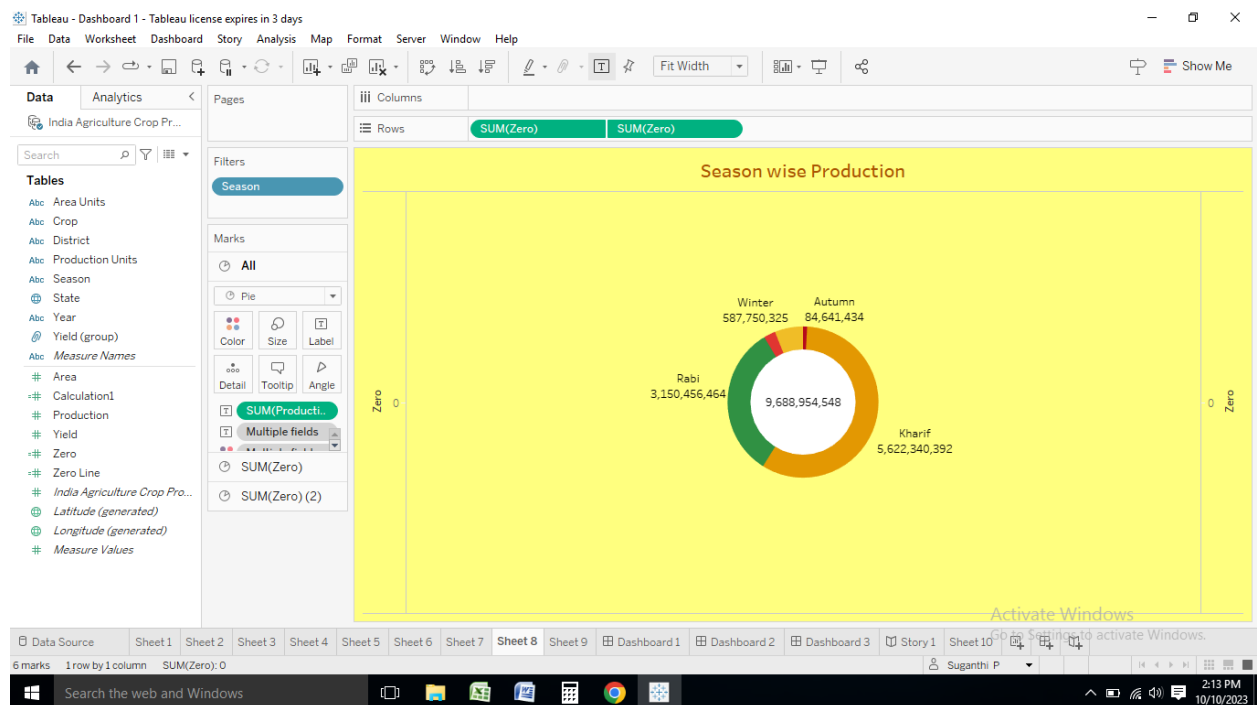 Tableau - Dashboard 1 - Tableau license expires in 3 days
File Data Worksheet Dashboard Story Analysis Map Format Server Window Help
Fit Width
Show Me
Data Analytics
India Agriculture Crop Pr...
Search
Tables
Abc Area Units
Abc Crop
Abc District
Abc Production Units
Abc Season
State
Abc Year
Yield (group)
Abc Measure Names
# Area
=# Calculation1
# Production
# Yield
=# Zero
=# Zero Line
# India Agriculture Crop Pro...
Latitude (generated)
Longitude (generated)
# Measure Values
Pages
Filters
Season
Marks
All
Pie
Color Size Label
Detail Tooltip Angle
SUM(Producti..
Multiple fields
SUM(Zero)
SUM(Zero) (2)
iii Columns
Rows SUM(Zero) SUM(Zero)
Season wise Production
Winter
587,750,325
Autumn
84,641,434
Rabi
3,150,456,464
9,688,954,548
Kharif
5,622,340,392
Zero 0
0 Zero
Activate Windows
Go to Settings to activate Windows.
Data Source Sheet 1 Sheet 2 Sheet 3 Sheet 4 Sheet 5 Sheet 6 Sheet 7 Sheet 8 Sheet 9 Dashboard 1 Dashboard 2 Dashboard 3 Story 1 Sheet 10
6 marks 1 row by 1 column SUM(Zero): 0
Suganthi P
Search the web and Windows
2:13 PM
10/10/2023